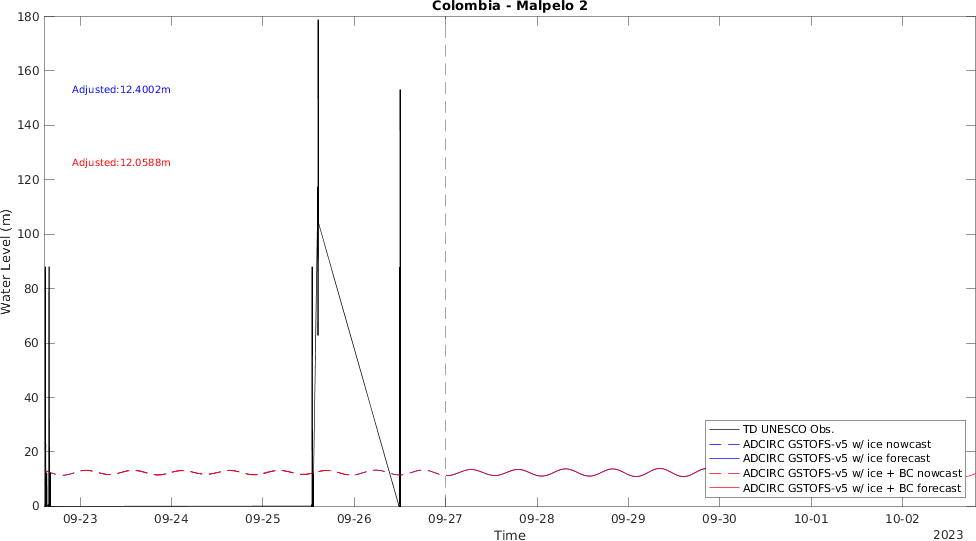 Colombia - Malpelo 2
180
160
140
120
100
80
60
40
20
0
Water Level (m)
Adjusted:12.4002m
Adjusted:12.0588m
TD UNESCO Obs.
ADCIRC GSTOFS-v5 w/ ice nowcast
ADCIRC GSTOFS-v5 w/ ice forecast
ADCIRC GSTOFS-v5 w/ ice + BC nowcast
ADCIRC GSTOFS-v5 w/ ice + BC forecast
09-23 09-24 09-25 09-26 09-27 09-28 09-29 09-30 10-01 10-02
Time
2023